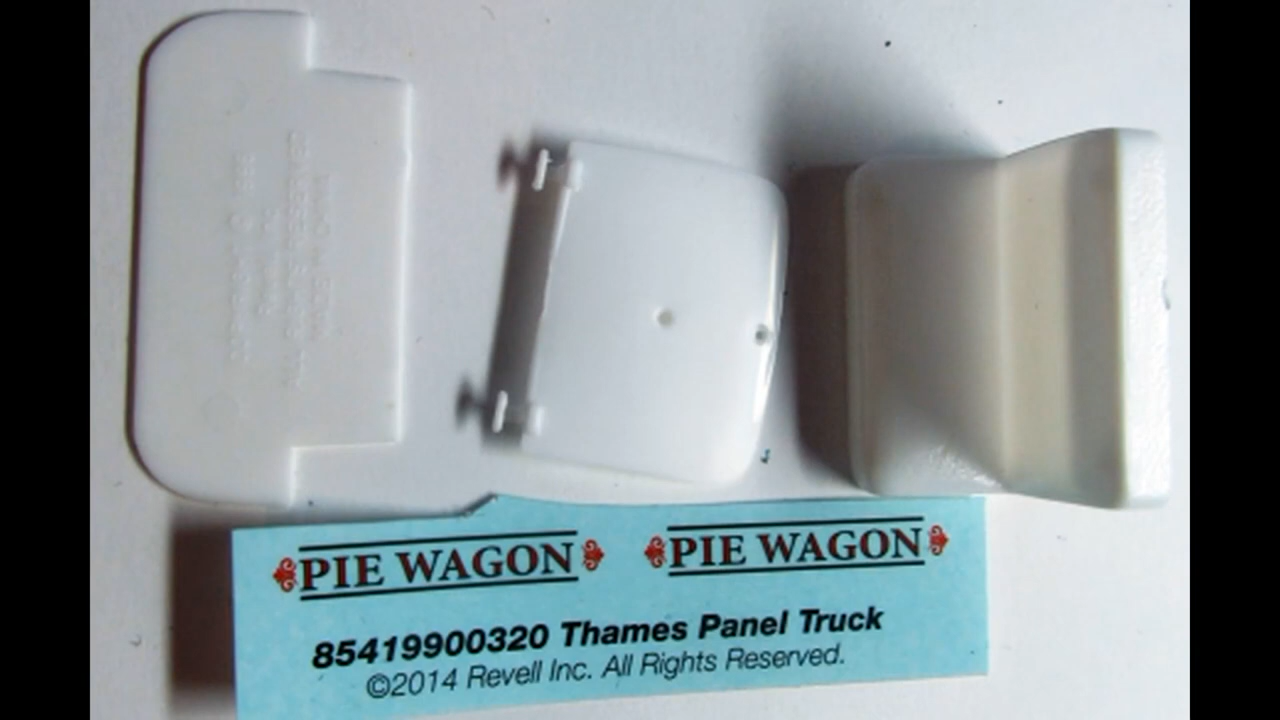 PIE WAGON PIE WAGON
85419900320 Thames Panel Truck
©2014 Revell Inc. All Rights Reserved.